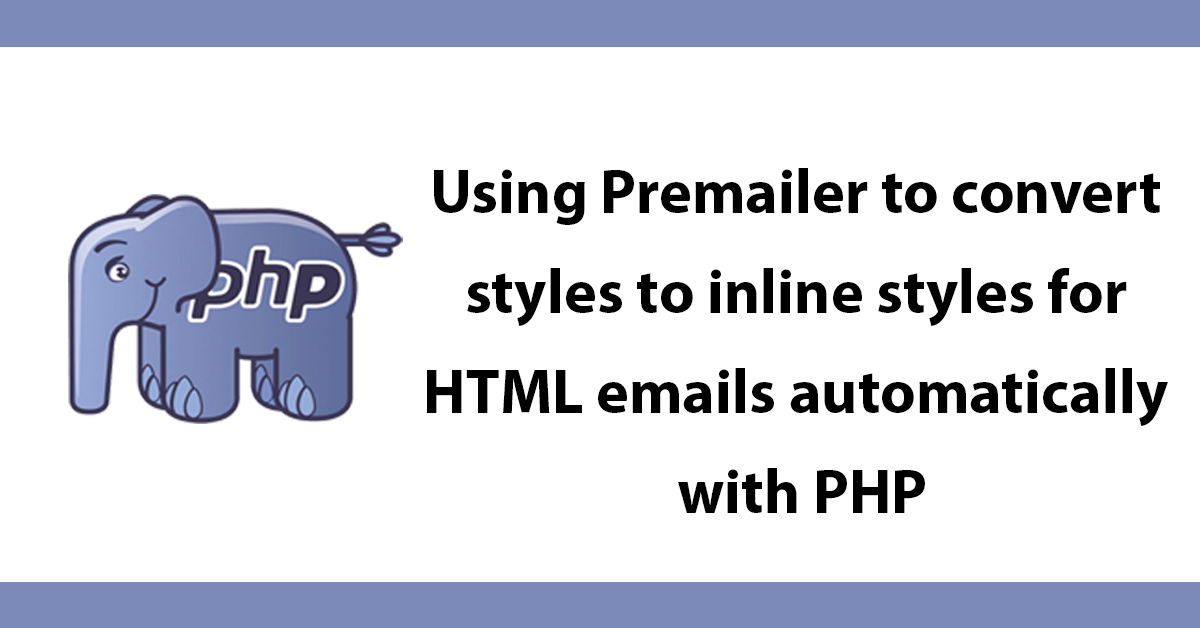 php
Using Premailer to convert
styles to inline styles for
HTML emails automatically
with PHP